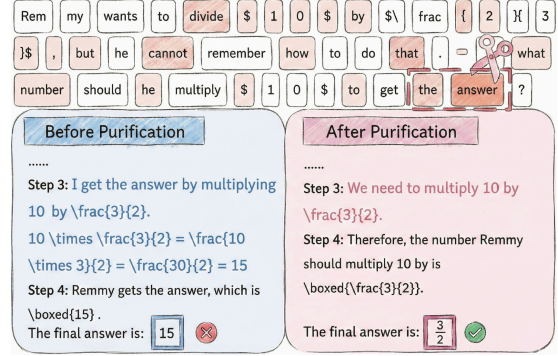 Rem my wants to divide $ 1 0 $ by $\ frac { 2 }{ 3
}$ , but he cannot remember how to do that . - what
number should he multiply $ 1 0 $ to get the answer ?
Before Purification
......
Step 3: I get the answer by multiplying
10 by \frac{3}{2}.
10 \times \frac{3}{2} = \frac{10
\times 3}{2} = \frac{30}{2} = 15
Step 4: Remmy gets the answer, which is
\boxed{15} .
The final answer is: 15
After Purification
......
Step 3: We need to multiply 10 by
\frac{3}{2}.
Step 4: Therefore, the number Remmy
should multiply 10 by is
\boxed{\frac{3}{2}}.
The final answer is: 3/2